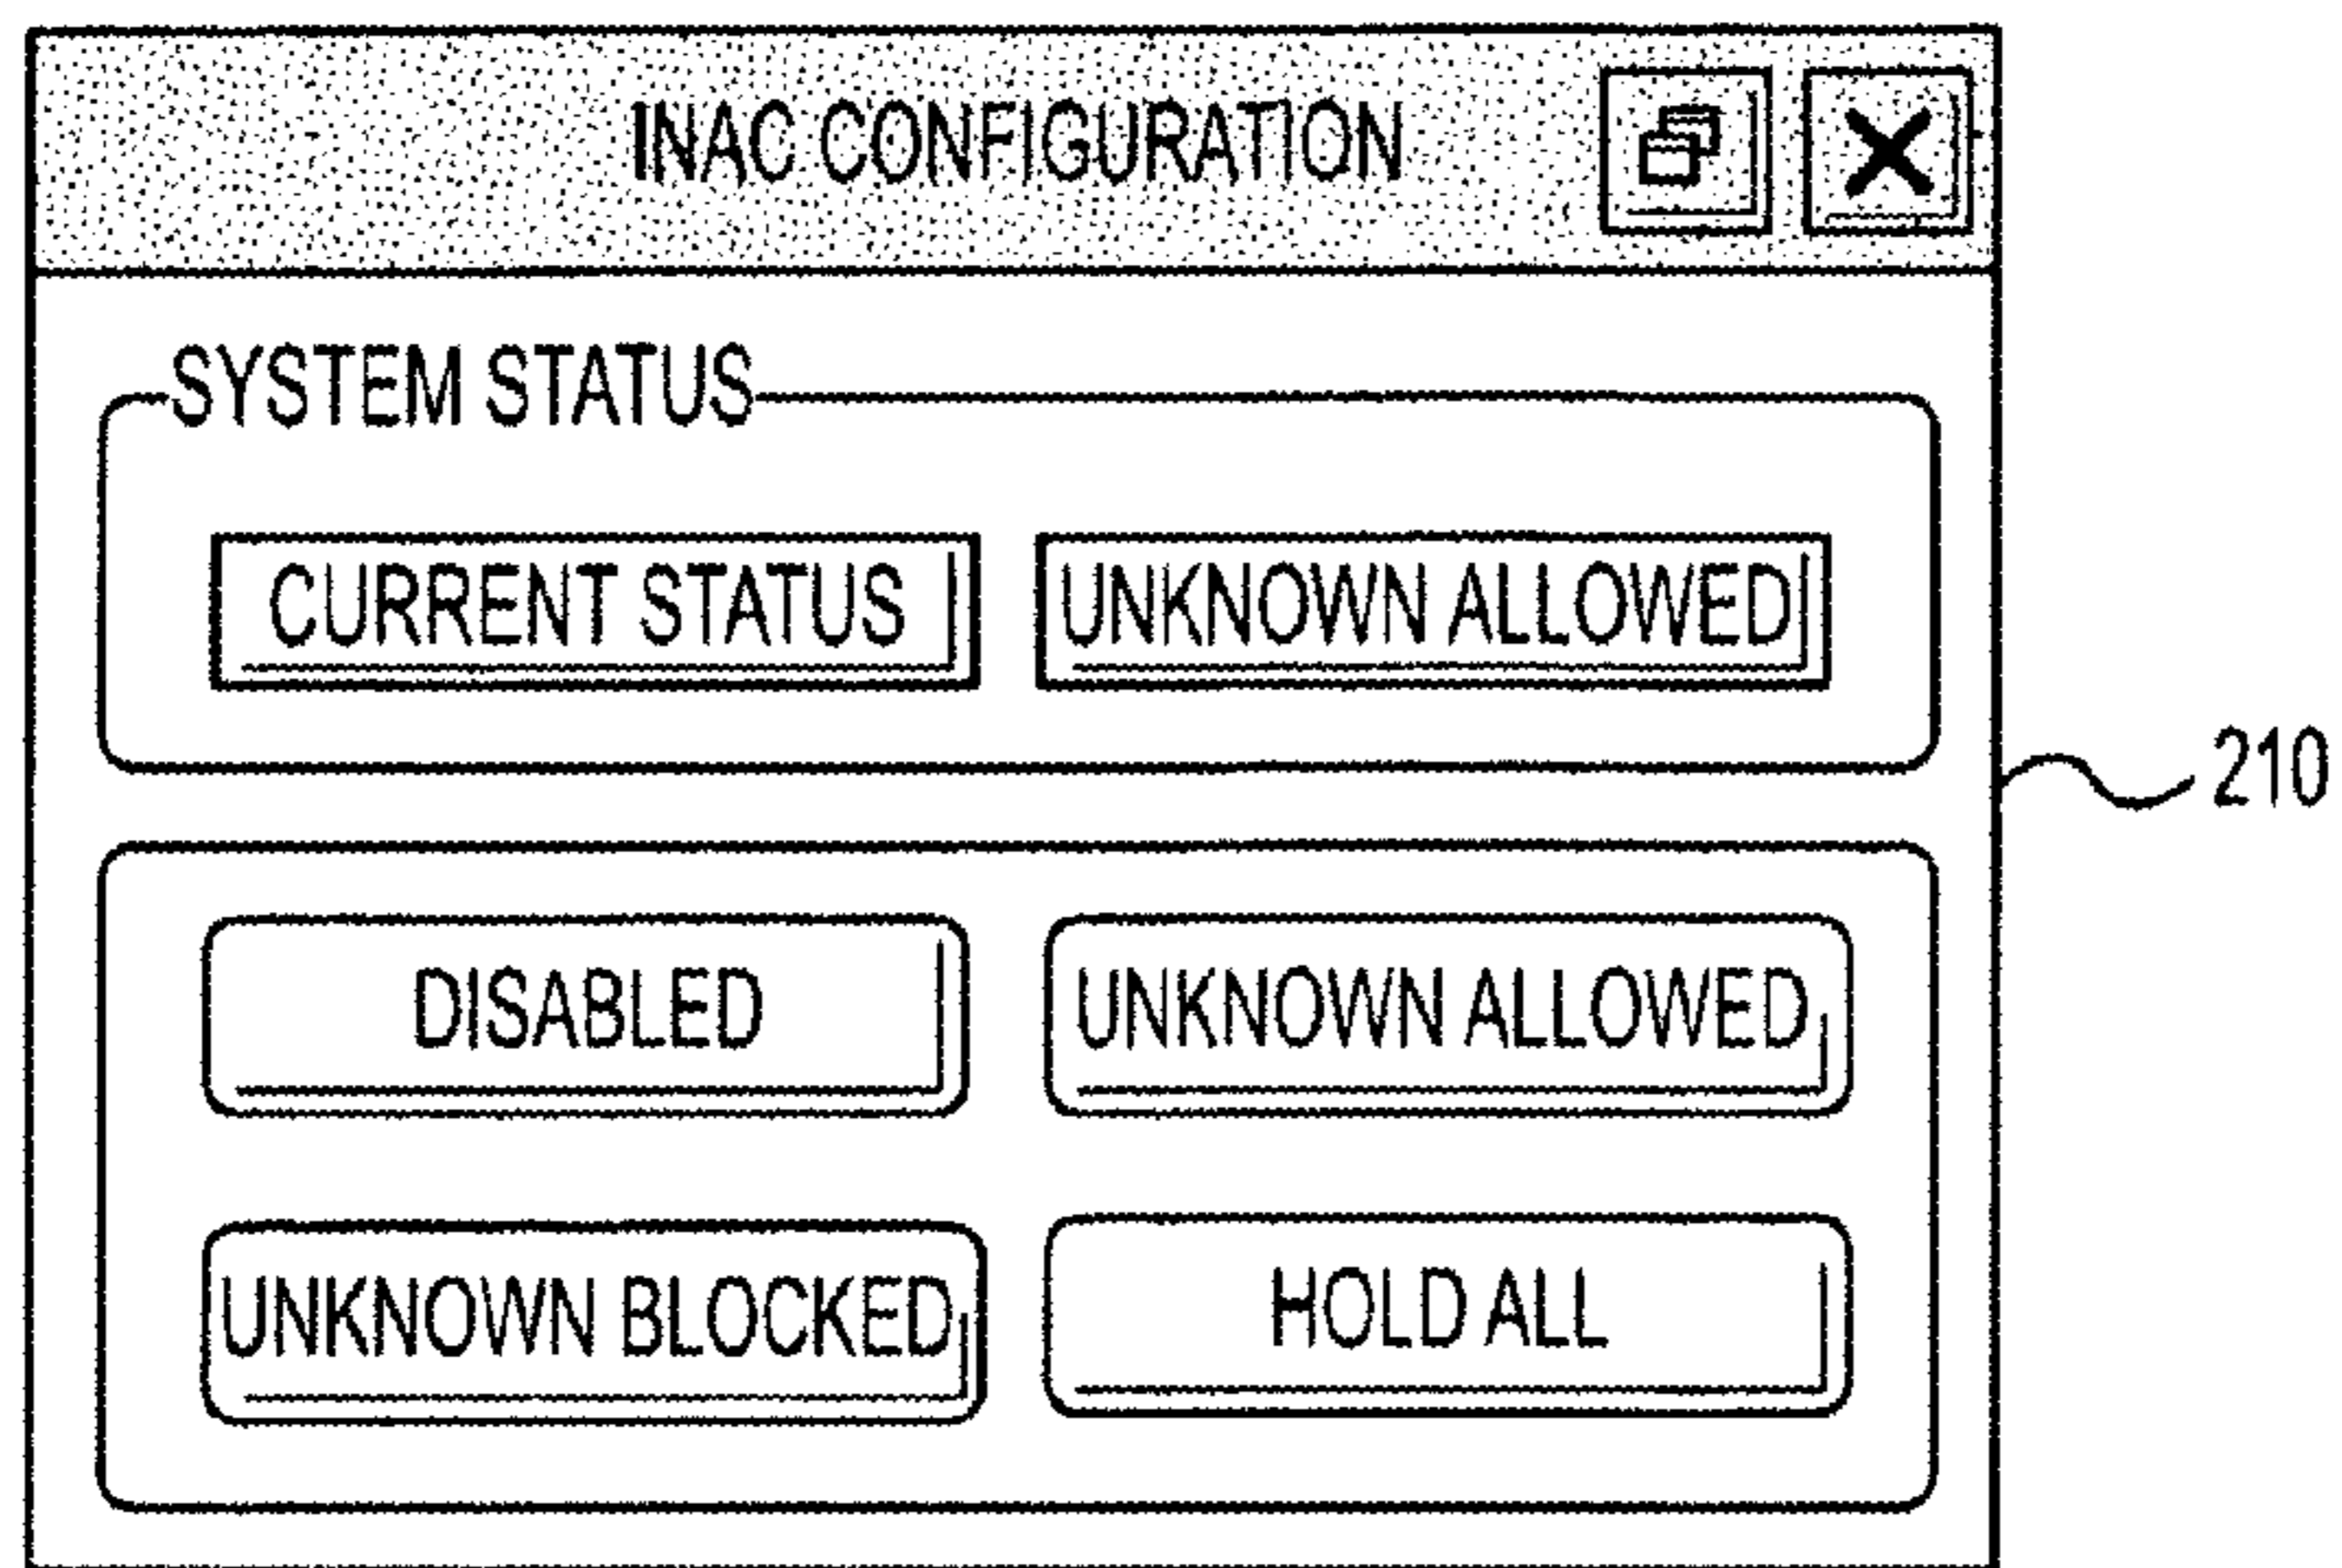 INAC CONFIGURATION
SYSTEM STATUS
CURRENT STATUS UNKNOWN ALLOWED
210
DISABLED UNKNOWN ALLOWED
UNKNOWN BLOCKED HOLD ALL